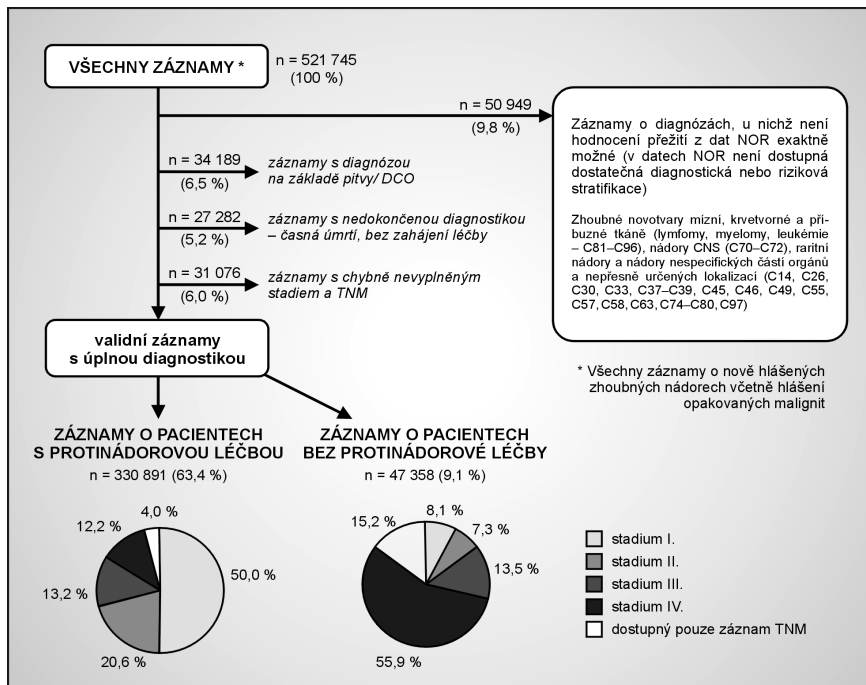 VŠECHNY ZÁZNAMY *
n = 521 745
(100 %)
n = 50 949
(9,8 %)
Záznamy o diagnózách, u nichž není
hodnocení přežití z dat NOR exaktně
možné (v datech NOR není dostupná
dostatečná diagnostická nebo riziková
stratifikace)
Zhoubné novotvary mízní, krvetvorné a pří-
buzné tkáně (lymfomy, myelomy, leukémie
– C81–C96), nádory CNS (C70–C72), raritní
nádory a nádory nespecifických částí orgánů
a nepřesně určených lokalizací (C14, C26,
C30, C33, C37–C39, C45, C46, C49, C55,
C57, C58, C63, C74–C80, C97)
n = 34 189
(6,5 %)
záznamy s diagnózou
na základě pitvy/ DCO
n = 27 282
(5,2 %)
záznamy s nedokončenou diagnostikou
– časná úmrtí, bez zahájení léčby
n = 31 076
(6,0 %)
záznamy s chybně nevyplněným
stadiem a TNM
validní záznamy
s úplnou diagnostikou
* Všechny záznamy o nově hlášených
zhoubných nádorech včetně hlášení
opakovaných malignit
ZÁZNAMY O PACIENTECH
S PROTINÁDOROVOU LÉČBOU
n = 330 891 (63,4 %)
ZÁZNAMY O PACIENTECH
BEZ PROTINÁDOROVÉ LÉČBY
n = 47 358 (9,1 %)
4,0 %
12,2 %
50,0 %
13,2 %
20,6 %
8,1 %
15,2 %
7,3 %
13,5 %
55,9 %
stadium I.
stadium II.
stadium III.
stadium IV.
dostupný pouze záznam TNM